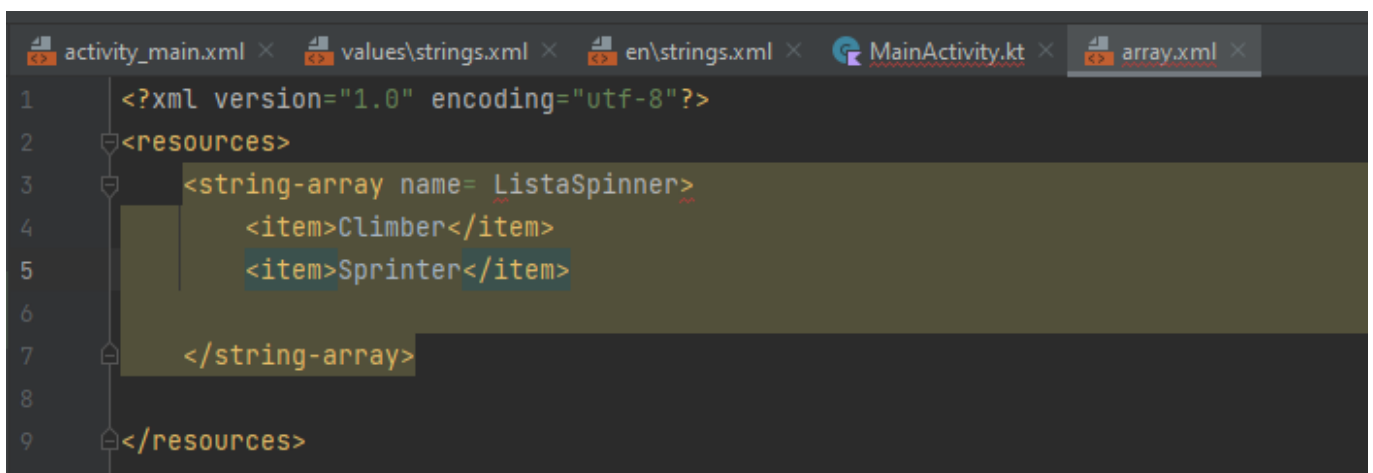 activity_main.xml × values\strings.xml × en\strings.xml × MainActivity.kt × array.xml ×
1 <?xml version="1.0" encoding="utf-8"?>
2 <resources>
3 <string-array name= ListaSpinner>
4 <item>Climber</item>
5 <item>Sprinter</item>
6
7 </string-array>
8
9 </resources>